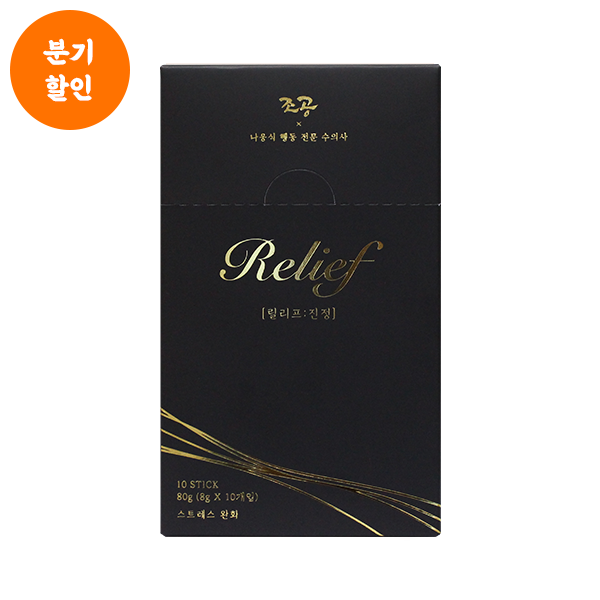 분기
할인
조공
×
나응식 행동 전문 수의사
Relief
[릴리프:진정]
10 STICK
80g (8g X 10개입)
스트레스 완화